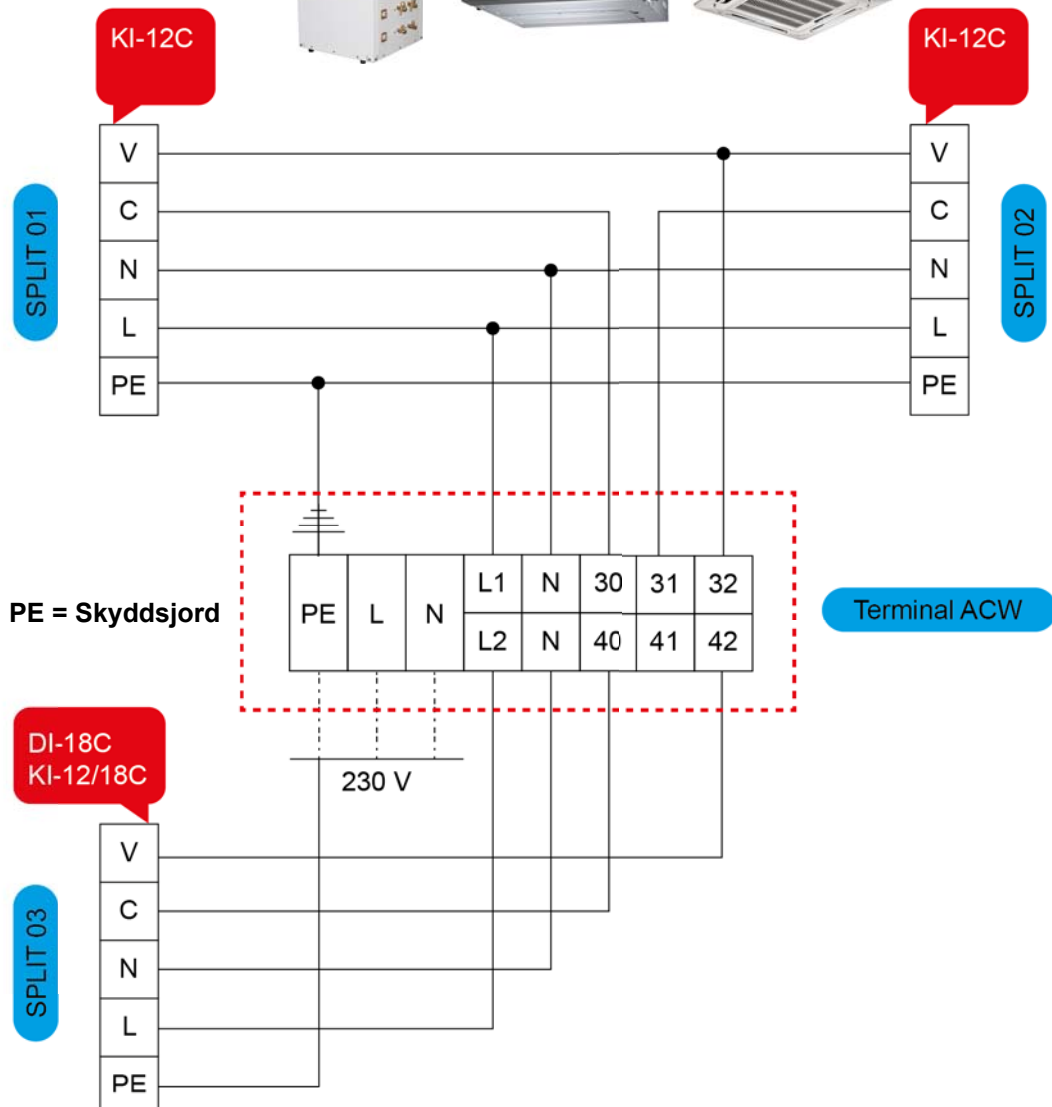 KI-12C
KI-12C
V
C
N
L
PE
SPLIT 01
V
C
N
L
PE
SPLIT 02
PE = Skyddsjord
PE
L
N
L1
N
30
31
32
L2
N
40
41
42
Terminal ACW
230 V
DI-18C
KI-12/18C
V
C
N
L
PE
SPLIT 03